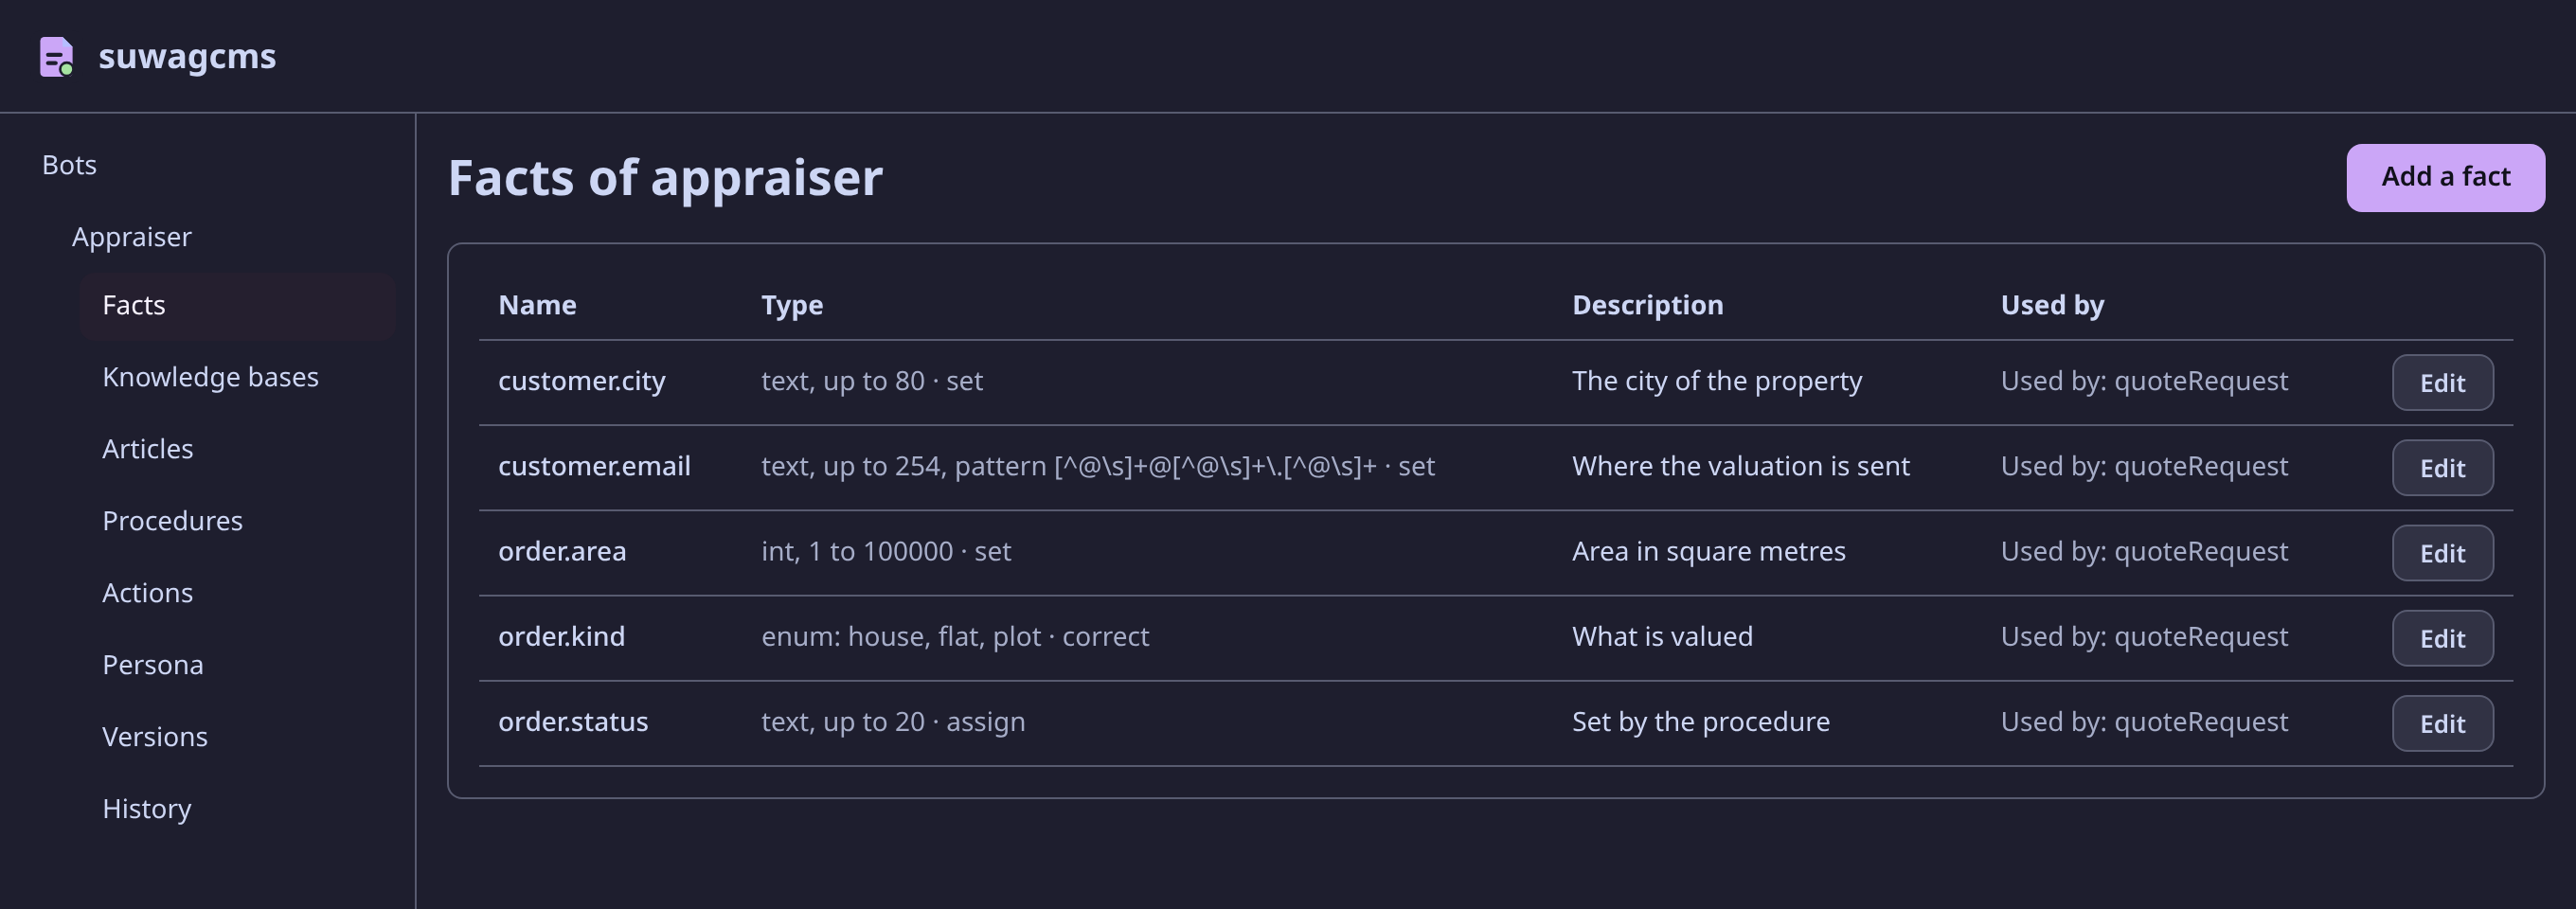 suwagcms
Bots
Appraiser
Facts
Knowledge bases
Articles
Procedures
Actions
Persona
Versions
History
Facts of appraiser
Add a fact
Name Type Description Used by
customer.city text, up to 80 · set The city of the property Used by: quoteRequest Edit
customer.email text, up to 254, pattern [^@\s]+@[^@\s]+\.[^@\s]+ · set Where the valuation is sent Used by: quoteRequest Edit
order.area int, 1 to 100000 · set Area in square metres Used by: quoteRequest Edit
order.kind enum: house, flat, plot · correct What is valued Used by: quoteRequest Edit
order.status text, up to 20 · assign Set by the procedure Used by: quoteRequest Edit